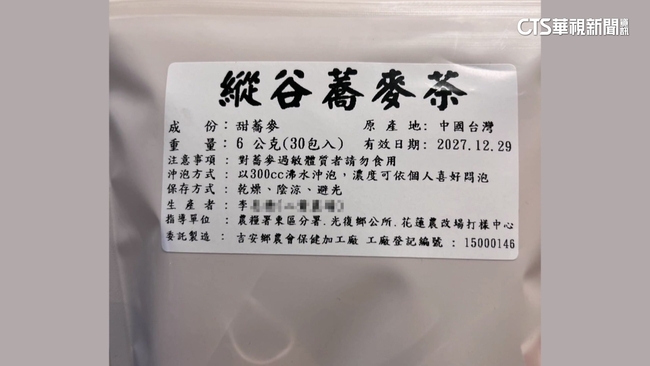 CTS華視新聞資訊
縱谷蕎麥茶
成份：甜蕎麥 原產地：中國台灣
重量：6 公克(30包入) 有效日期：2027.12.29
注意事項：對蕎麥過敏體質者請勿食用
沖泡方式：以300cc沸水沖泡，濃度可依個人喜好悶泡
保存方式：乾燥、陰涼、避光
生產者：李
指導單位：農糧署東區分署.光復鄉公所.花蓮農改場打樣中心
委託製造：吉安鄉農會保健加工廠 工廠登記編號：15000146